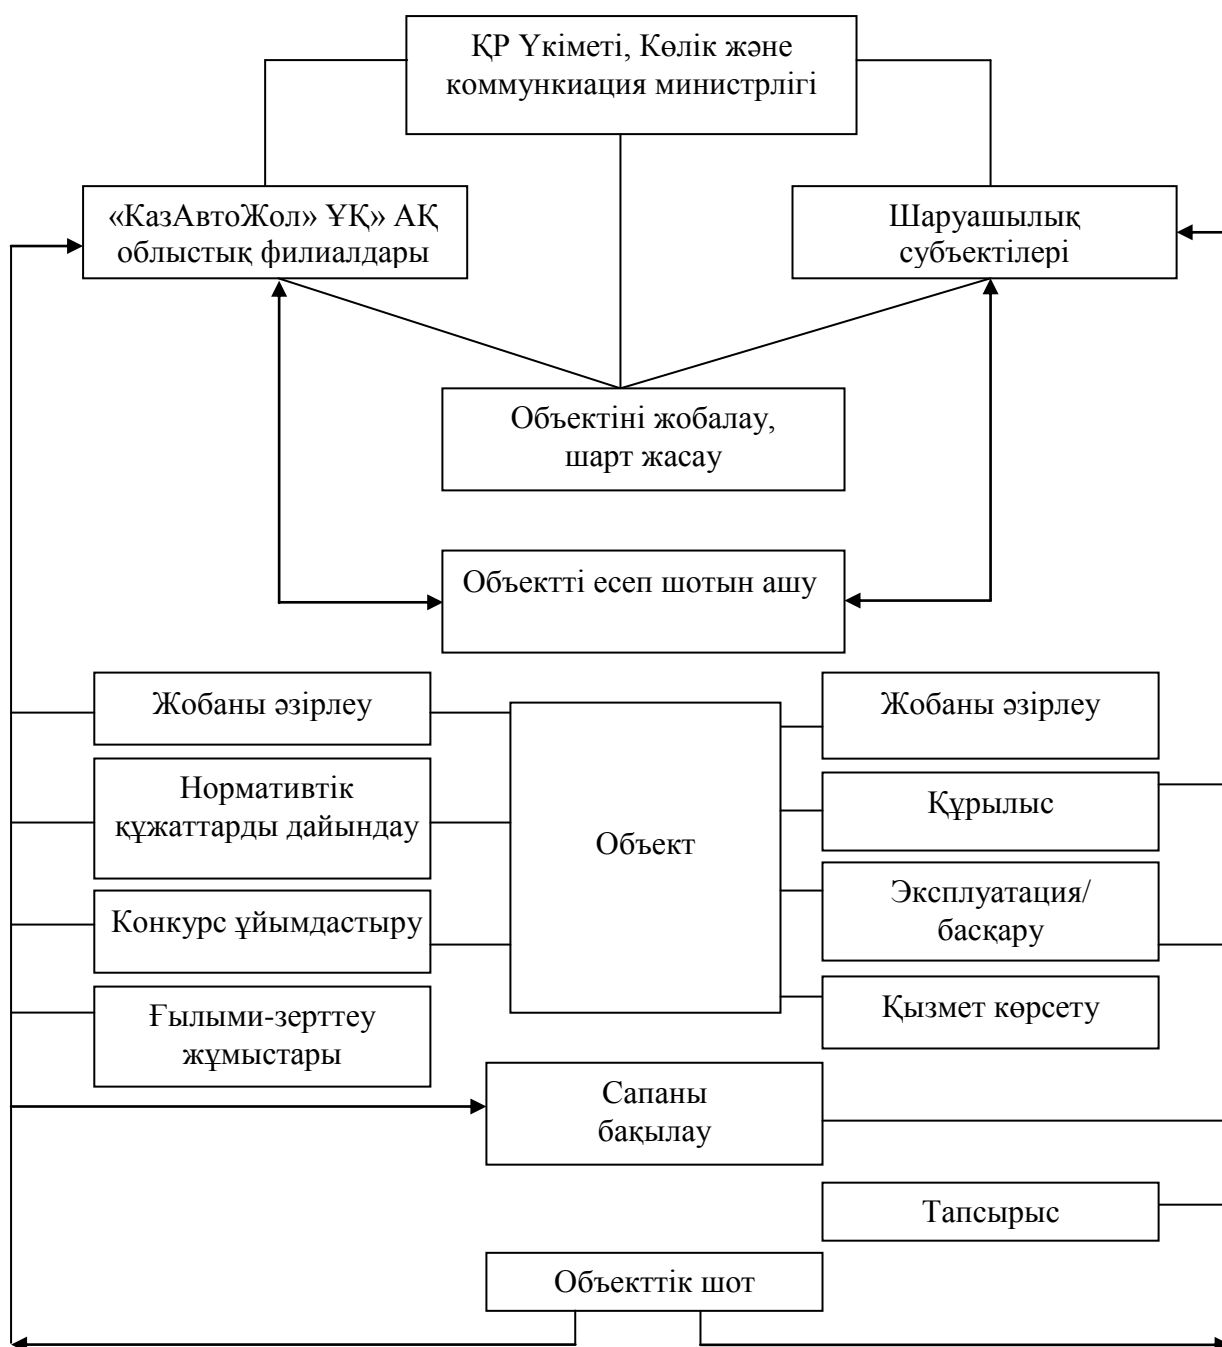 ҚР Үкіметі, Көлік және
коммункиация министрлігі
«КазАвтоЖол» ҰҚ» АҚ
облыстық филиалдары
Шаруашылық
субъектілері
Объектіні жобалау,
шарт жасау
Объектті есеп шотын ашу
Жобаны әзірлеу
Нормативтік
құжаттарды дайындау
Конкурс ұйымдастыру
Ғылыми-зерттеу
жұмыстары
Объект
Жобаны әзірлеу
Құрылыс
Эксплуатация/
басқару
Қызмет көрсету
Сапаны
бақылау
Тапсырыс
Объекттік шот